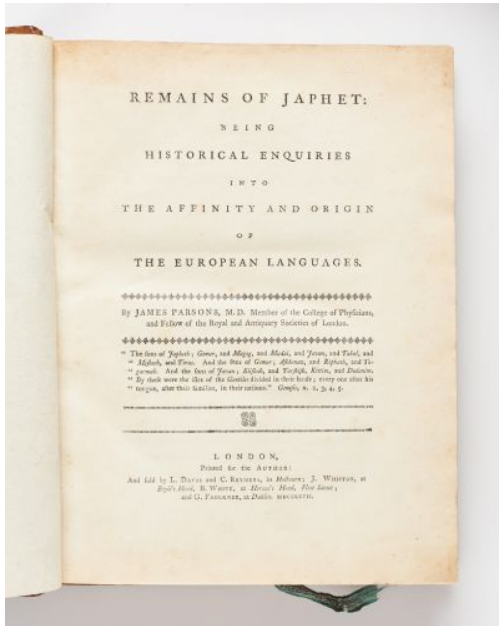 REMAINS OF JAPHET:
BEING
HISTORICAL ENQUIRIES
INTO
THE AFFINITY AND ORIGIN
OF
THE EUROPEAN LANGUAGES.
By JAMES PARSONS, M.D. Member of the College of Physicians,
and Fellow of the Royal and Antiquary Societies of London.
" The sons of Japheth; Gomer, and Magog, and Madai, and Javan, and Tubal, and
" Meshech, and Tiras. And the sons of Gomer; Ashkenaz, and Riphath, and To-
" garmah. And the sons of Javan; Elishah, and Tarshish, Kittim, and Dodanim.
" By these were the isles of the Gentiles divided in their lands; every one after his
" tongue, after their families, in their nations." Genesis, x. 2, 3, 4, 5.
LONDON,
Printed for the AUTHOR:
And sold by L. DAVIS and C. REYMERS, in Holbourn; J. WHISTON, at
Boyle's Head, B. WHITE, at Horace's Head, Fleet Street;
and G. FAULKNER, at Dublin. MDCCLXVII.